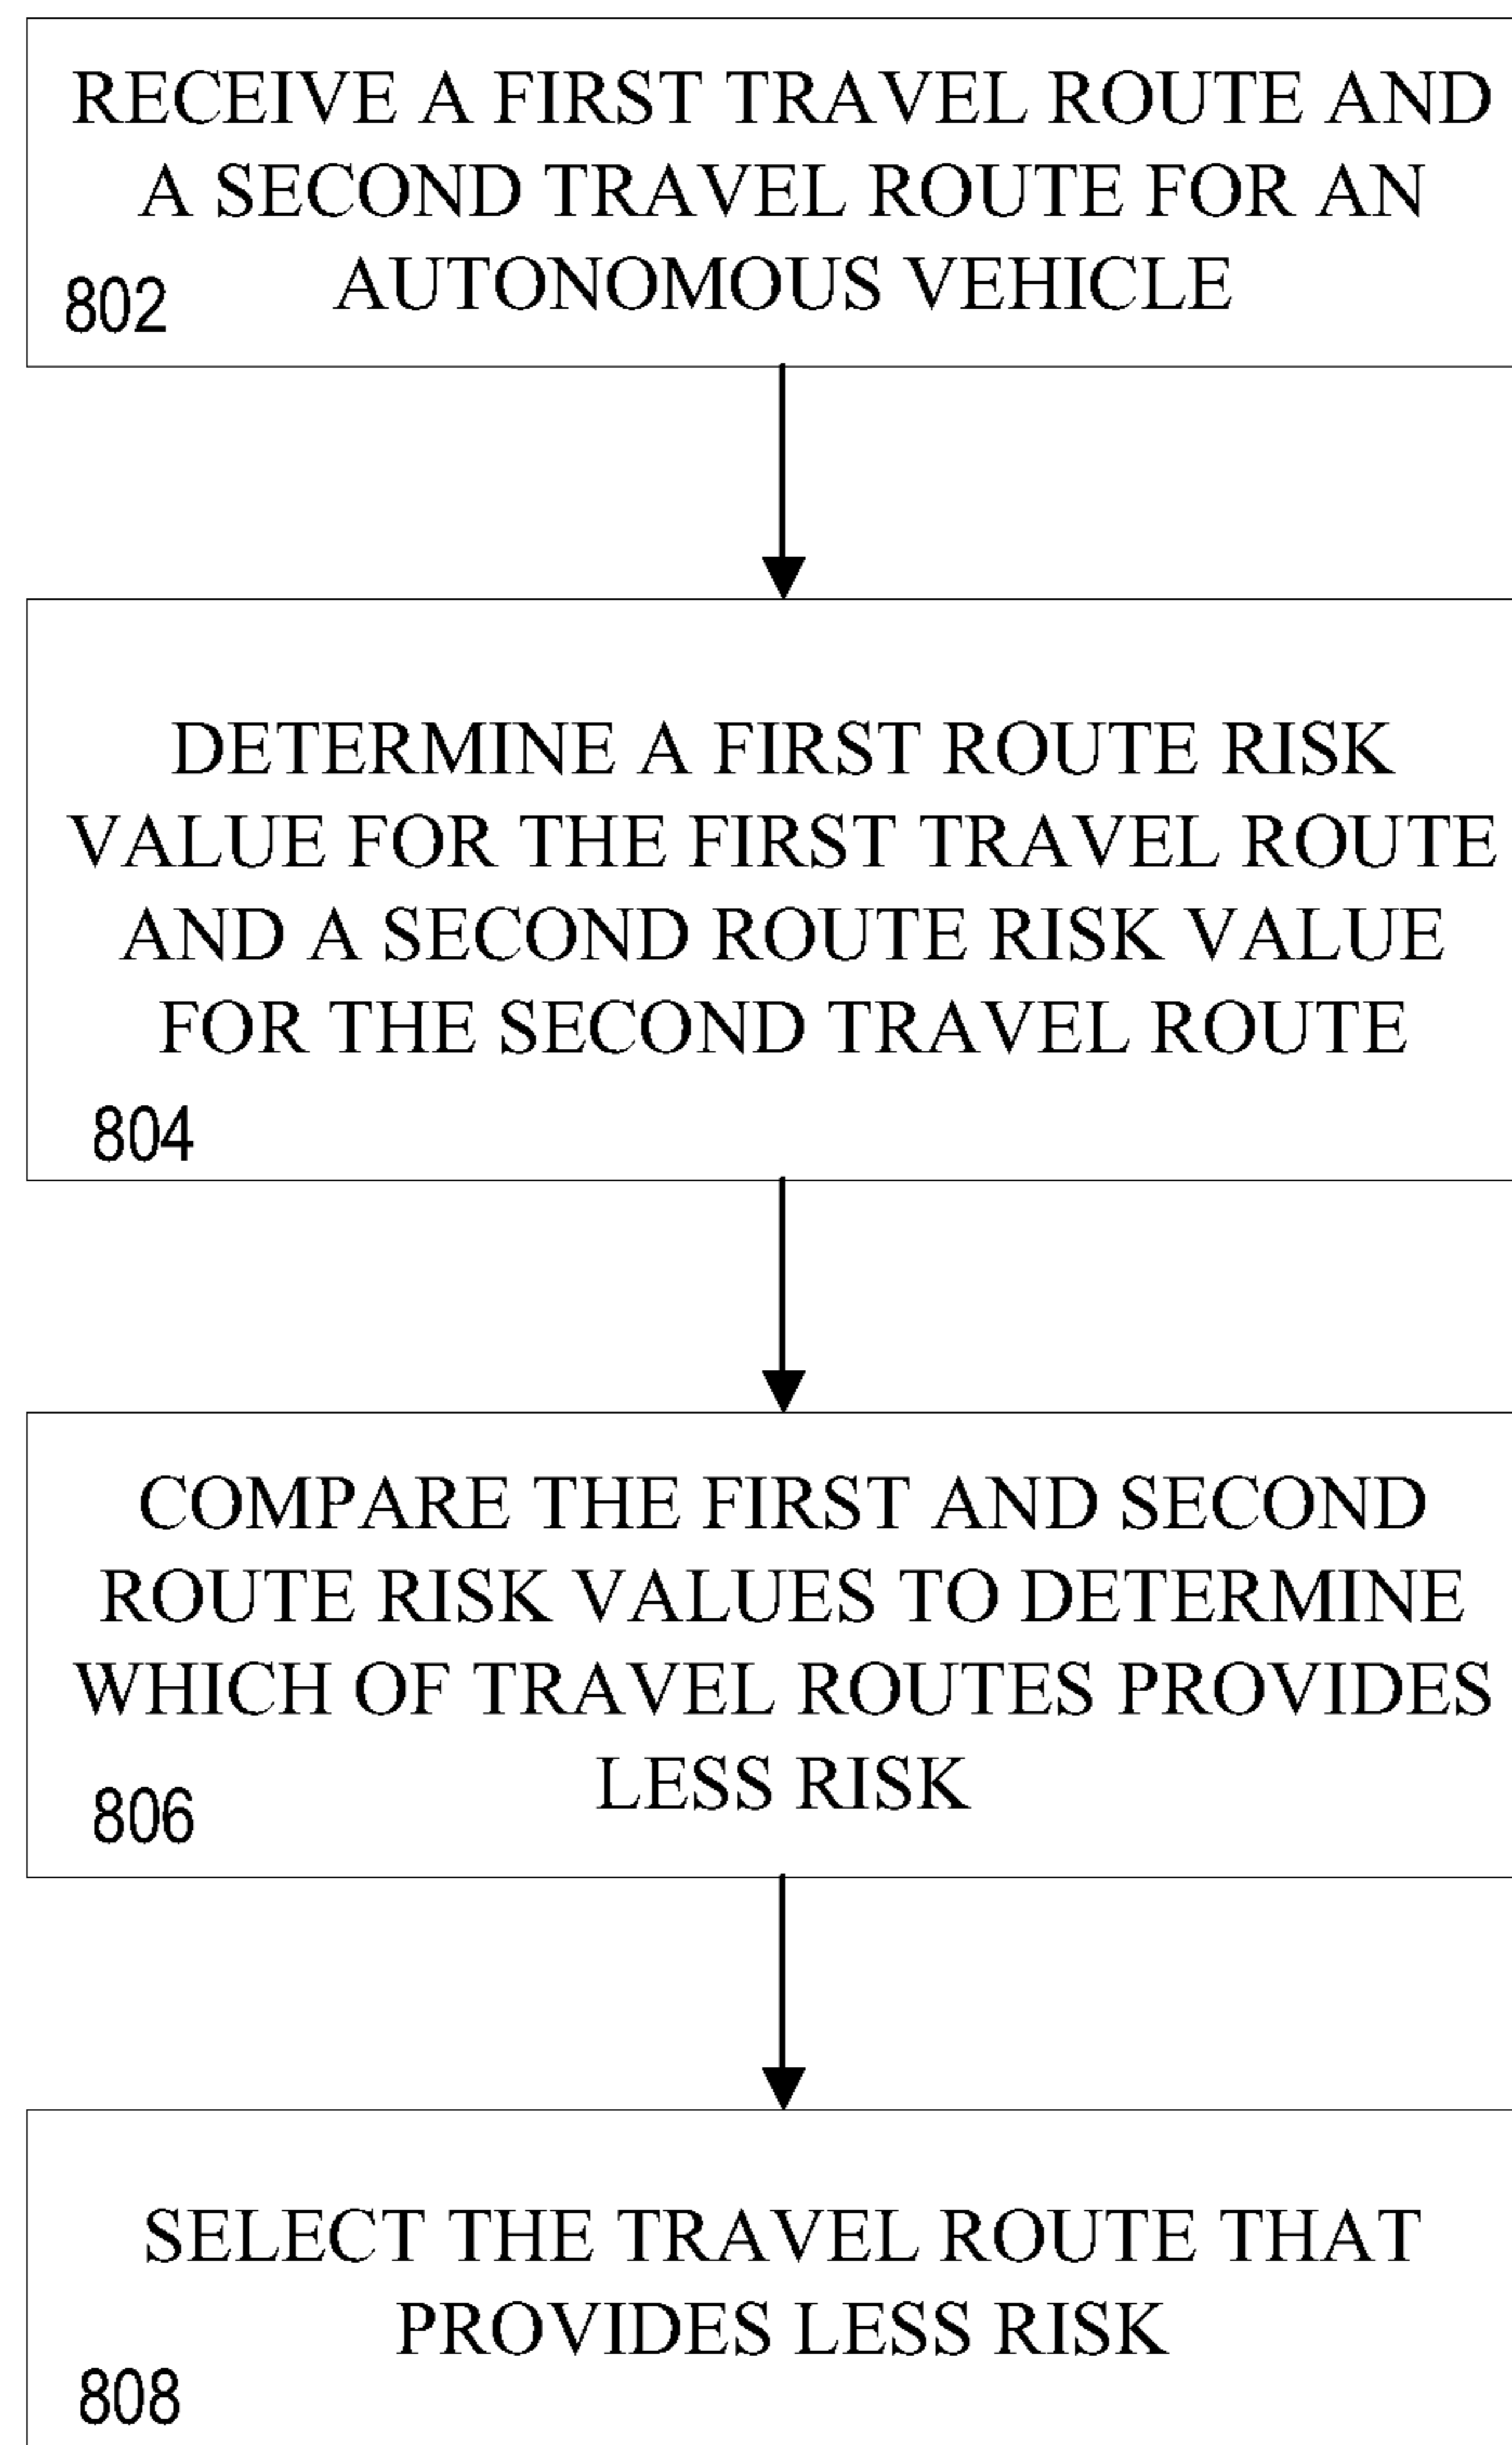 RECEIVE A FIRST TRAVEL ROUTE AND
A SECOND TRAVEL ROUTE FOR AN
AUTONOMOUS VEHICLE
802
DETERMINE A FIRST ROUTE RISK
VALUE FOR THE FIRST TRAVEL ROUTE
AND A SECOND ROUTE RISK VALUE
FOR THE SECOND TRAVEL ROUTE
804
COMPARE THE FIRST AND SECOND
ROUTE RISK VALUES TO DETERMINE
WHICH OF TRAVEL ROUTES PROVIDES
LESS RISK
806
SELECT THE TRAVEL ROUTE THAT
PROVIDES LESS RISK
808